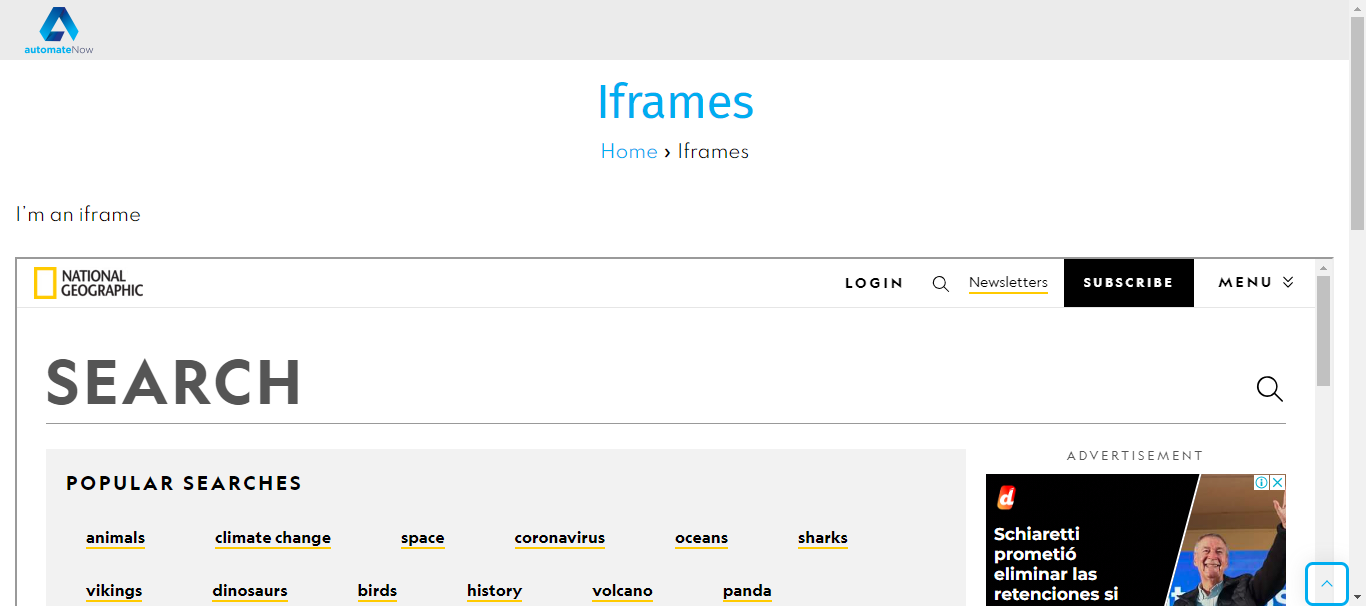 automateNow
Iframes
Home › Iframes
I'm an iframe
NATIONAL
GEOGRAPHIC
LOGIN Newsletters SUBSCRIBE MENU
SEARCH
POPULAR SEARCHES
animals climate change space coronavirus oceans sharks
vikings dinosaurs birds history volcano panda
ADVERTISEMENT
d
Schiaretti
prometió
eliminar las
retenciones si